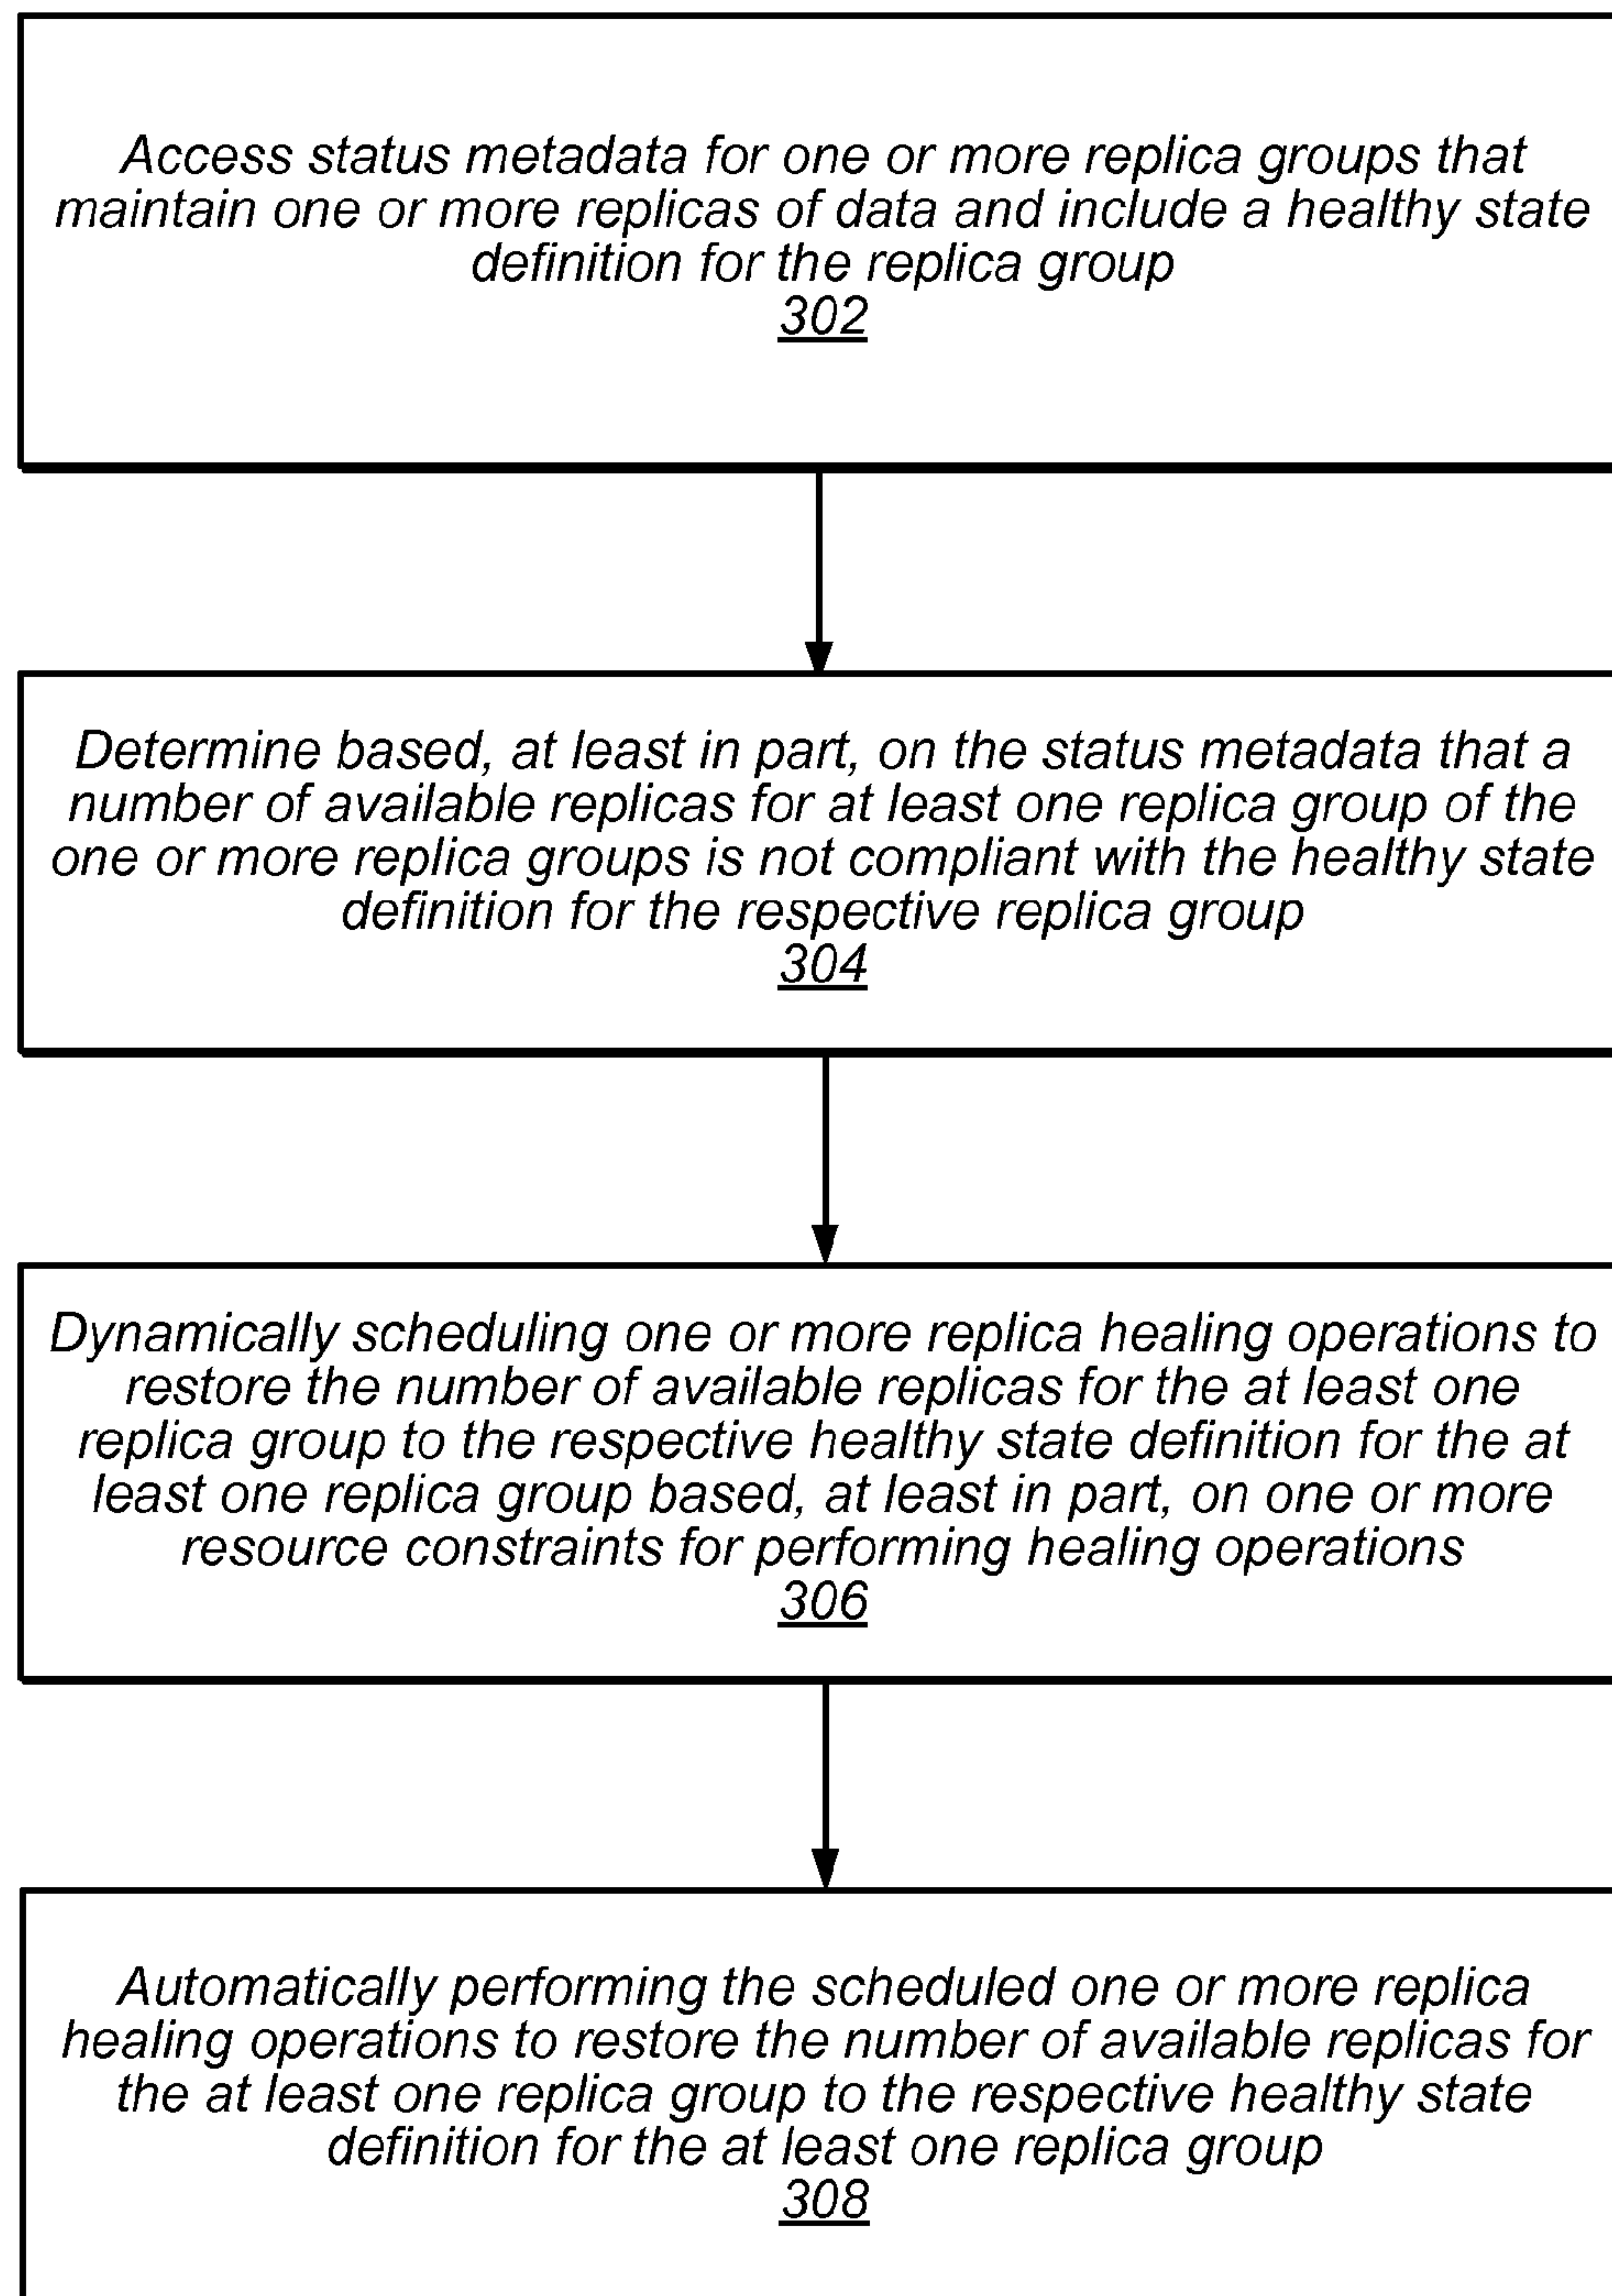 Access status metadata for one or more replica groups that
maintain one or more replicas of data and include a healthy state
definition for the replica group
302
Determine based, at least in part, on the status metadata that a
number of available replicas for at least one replica group of the
one or more replica groups is not compliant with the healthy state
definition for the respective replica group
304
Dynamically scheduling one or more replica healing operations to
restore the number of available replicas for the at least one
replica group to the respective healthy state definition for the at
least one replica group based, at least in part, on one or more
resource constraints for performing healing operations
306
Automatically performing the scheduled one or more replica
healing operations to restore the number of available replicas for
the at least one replica group to the respective healthy state
definition for the at least one replica group
308